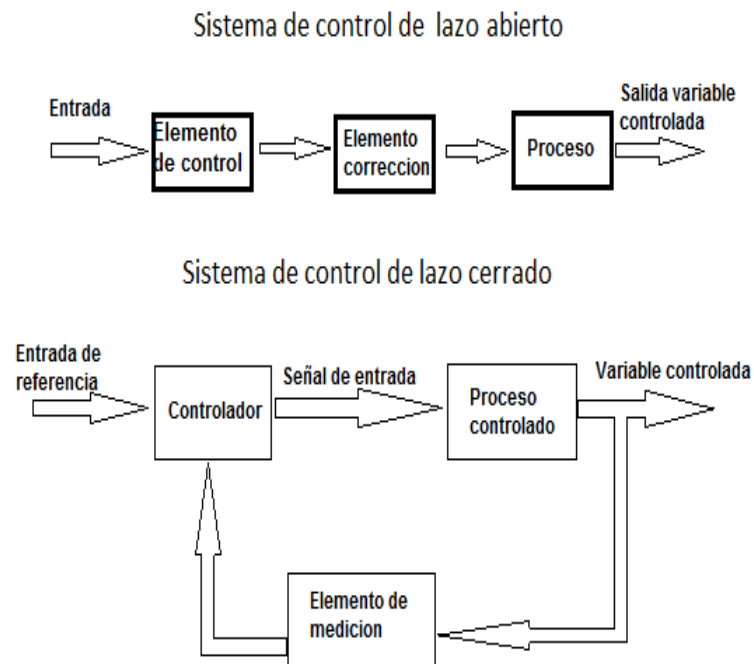 Sistema de control de lazo abierto
Entrada
Elemento
de control
Elemento
correccion
Proceso
Salida variable
controlada
Sistema de control de lazo cerrado
Entrada de
referencia
Controlador
Señal de entrada
Proceso
controlado
Variable controlada
Elemento de
medicion